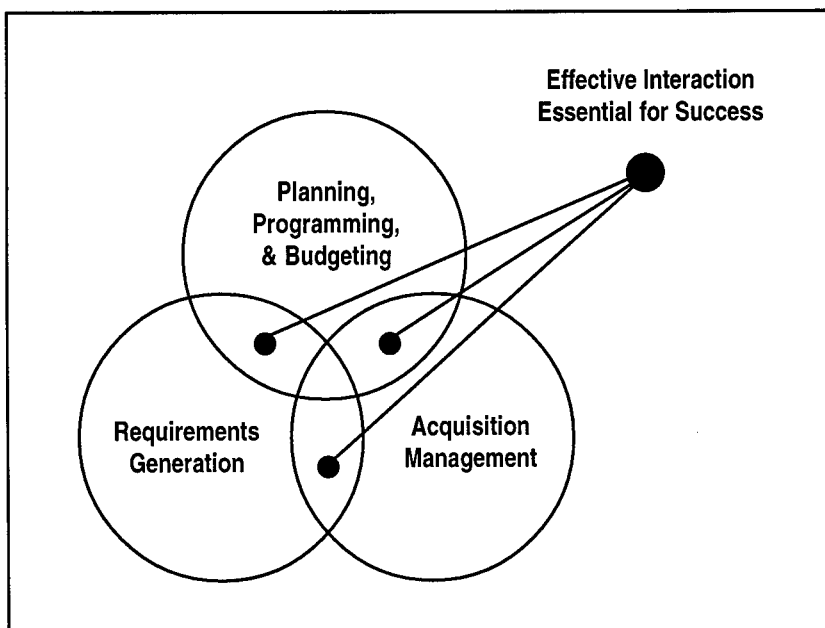 Effective Interaction
Essential for Success
Planning,
Programming,
& Budgeting
Requirements
Generation
Acquisition
Management